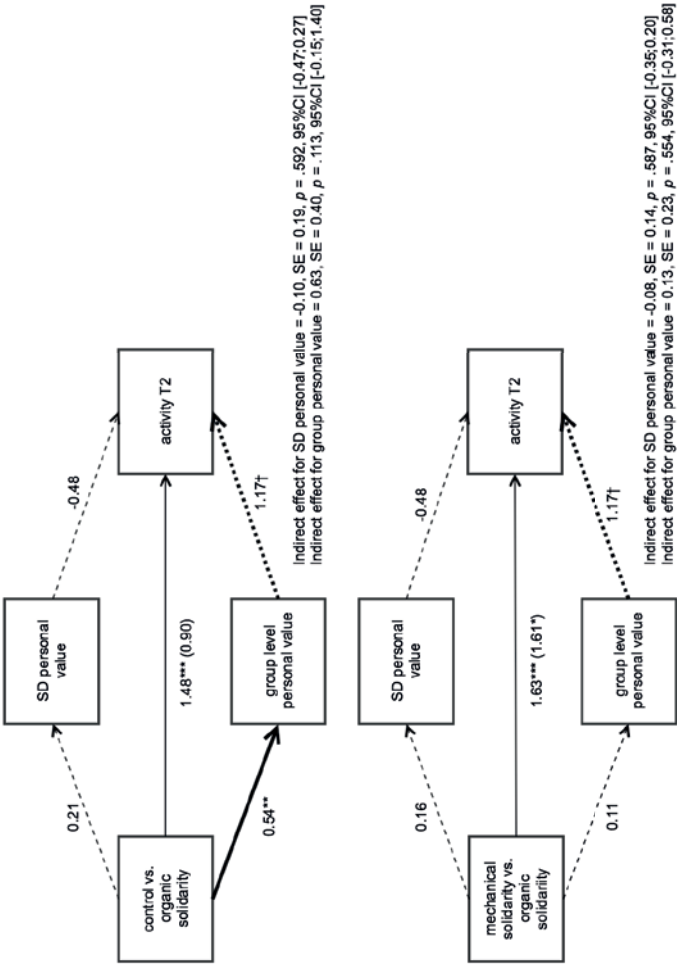 control vs.
organic
solidarity
0.21
SD personal
value
-0.48
1.48*** (0.90)
activity T2
0.54**
group level
personal value
1.17†
Indirect effect for SD personal value = -0.10, SE = 0.19, p = .592, 95%CI [-0.47;0.27]
Indirect effect for group personal value = 0.63, SE = 0.40, p = .113, 95%CI [-0.15;1.40]
mechanical
solidarity vs.
organic
solidariity
0.16
SD personal
value
-0.48
1.63*** (1.61*)
activity T2
0.11
group level
personal value
1.17†
Indirect effect for SD personal value = -0.08, SE = 0.14, p = .587, 95%CI [-0.35;0.20]
Indirect effect for group personal value = 0.13, SE = 0.23, p = .554, 95%CI [-0.31;0.58]